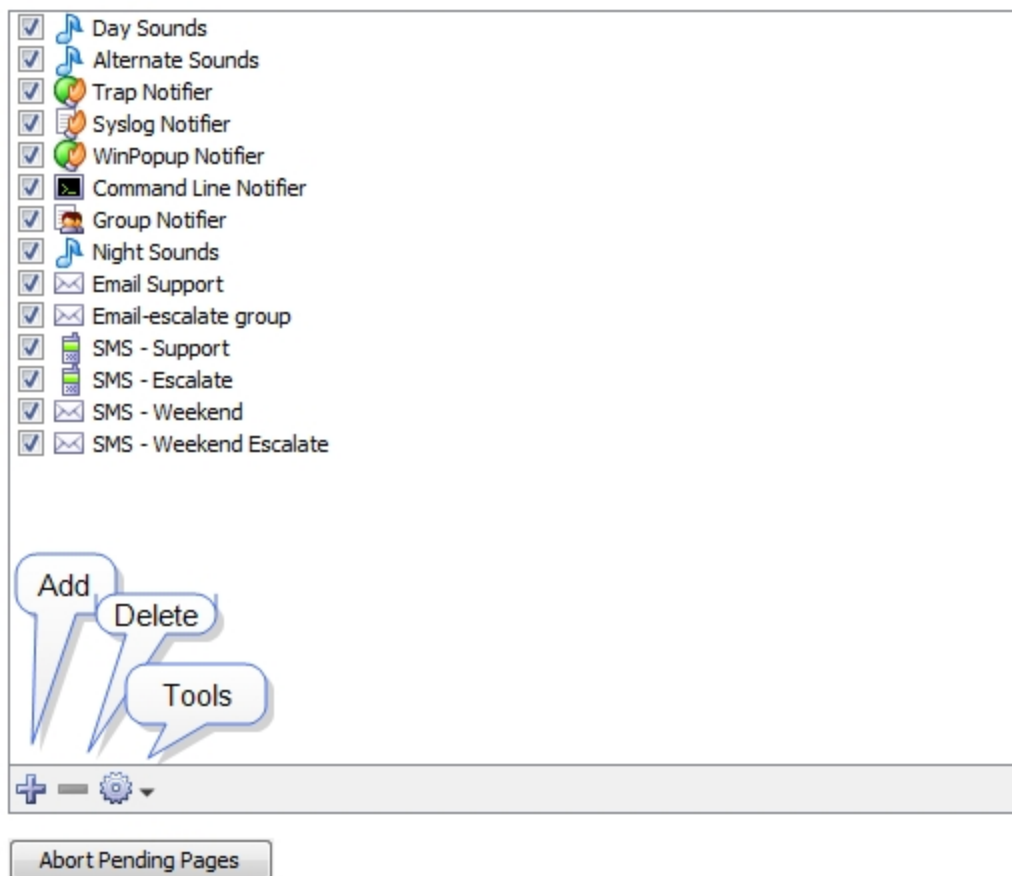 Day Sounds
Alternate Sounds
Trap Notifier
Syslog Notifier
WinPopup Notifier
Command Line Notifier
Group Notifier
Night Sounds
Email Support
Email-escalate group
SMS - Support
SMS - Escalate
SMS - Weekend
SMS - Weekend Escalate
Add
Delete
Tools
Abort Pending Pages